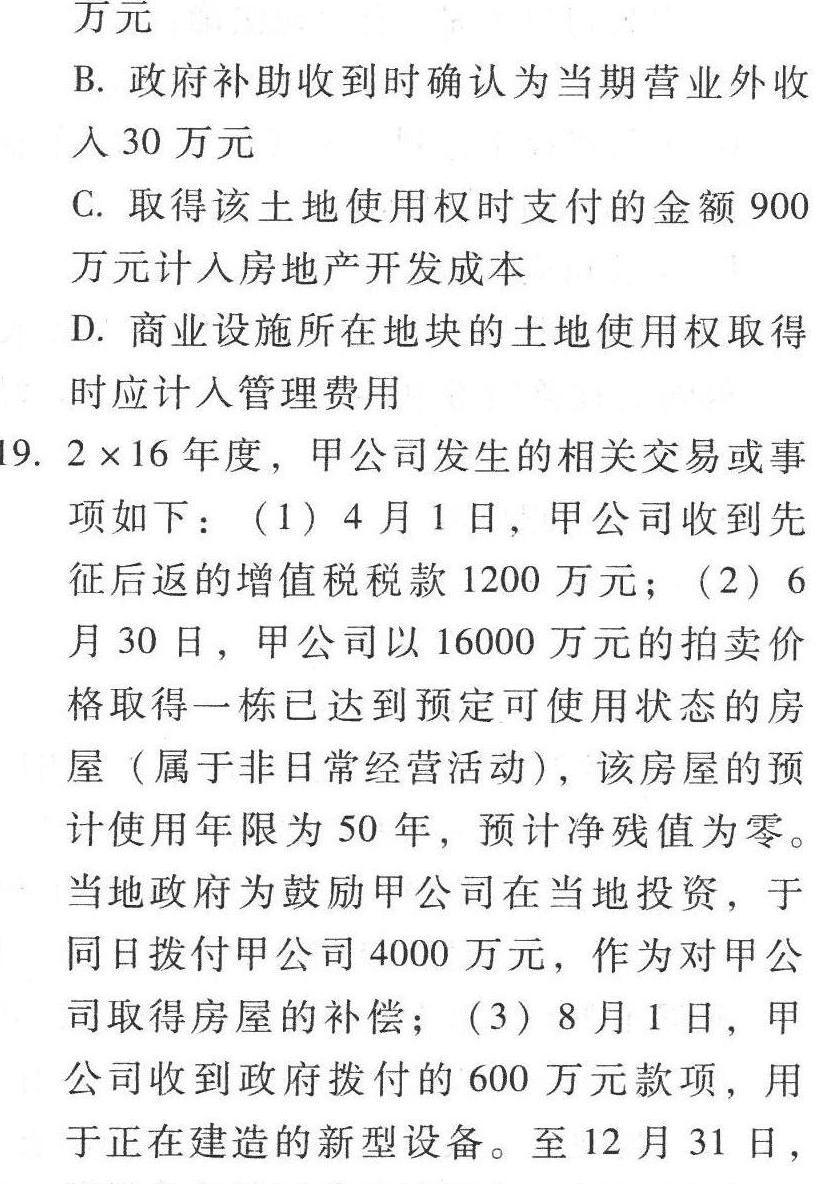 万元
B. 政府补助收到时确认为当期营业外收
入 30 万元
C. 取得该土地使用权时支付的金额 900
万元计入房地产开发成本
D. 商业设施所在地块的土地使用权取得
时应计入管理费用
19. 2×16 年度，甲公司发生的相关交易或事
项如下：（1）4 月 1 日，甲公司收到先
征后返的增值税税款 1200 万元；（2）6
月 30 日，甲公司以 16000 万元的拍卖价
格取得一栋已达到预定可使用状态的房
屋（属于非日常经营活动），该房屋的预
计使用年限为 50 年，预计净残值为零。
当地政府为鼓励甲公司在当地投资，于
同日拨付甲公司 4000 万元，作为对甲公
司取得房屋的补偿；（3）8 月 1 日，甲
公司收到政府拨付的 600 万元款项，用
于正在建造的新型设备。至 12 月 31 日，